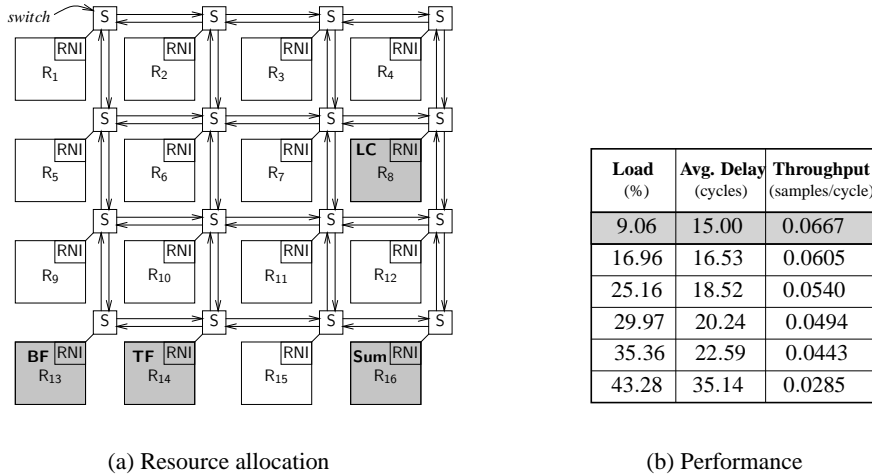 switch
S S S S
RNI RNI RNI RNI
R1 R2 R3 R4
S S S S
RNI RNI RNI LC RNI
R5 R6 R7 R8
S S S S
RNI RNI RNI RNI
R9 R10 R11 R12
S S S S
BF RNI TF RNI RNI Sum RNI
R13 R14 R15 R16
(a) Resource allocation
Load Avg. Delay Throughput
(%) (cycles) (samples/cycle)
9.06 15.00 0.0667
16.96 16.53 0.0605
25.16 18.52 0.0540
29.97 20.24 0.0494
35.36 22.59 0.0443
43.28 35.14 0.0285
(b) Performance